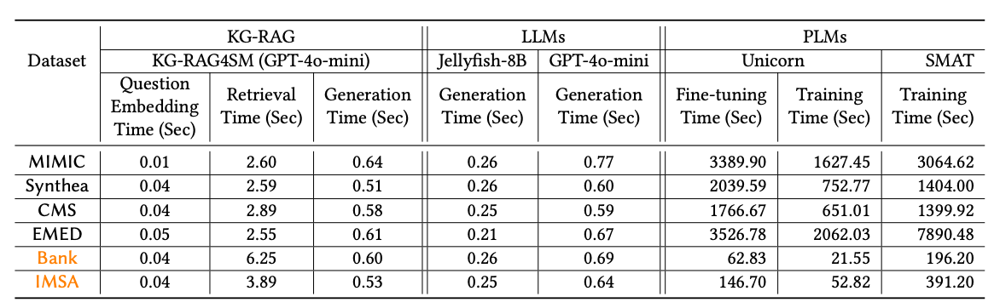 KG-RAG LLMs PLMs
Dataset KG-RAG4SM (GPT-4o-mini) Jellyfish-8B GPT-4o-mini Unicorn SMAT
Question Embedding Time (Sec) Retrieval Time (Sec) Generation Time (Sec) Generation Time (Sec) Generation Time (Sec) Fine-tuning Time (Sec) Training Time (Sec) Training Time (Sec)
MIMIC 0.01 2.60 0.64 0.26 0.77 3389.90 1627.45 3064.62
Synthea 0.04 2.59 0.51 0.26 0.60 2039.59 752.77 1404.00
CMS 0.04 2.89 0.58 0.25 0.59 1766.67 651.01 1399.92
EMED 0.05 2.55 0.61 0.21 0.67 3526.78 2062.03 7890.48
Bank 0.04 6.25 0.60 0.26 0.69 62.83 21.55 196.20
IMSA 0.04 3.89 0.53 0.25 0.64 146.70 52.82 391.20